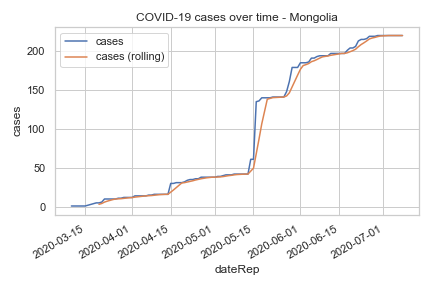 COVID-19 cases over time - Mongolia
cases
cases (rolling)
200
150
100
50
0
cases
2020-03-15
2020-04-01
2020-04-15
2020-05-01
2020-05-15
2020-06-01
2020-06-15
2020-07-01
dateRep